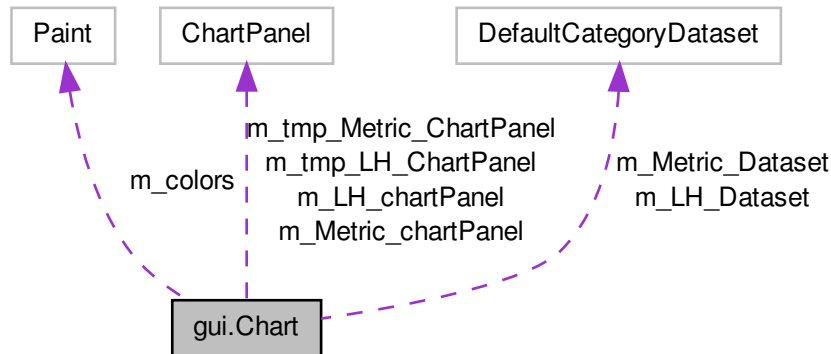 Paint
ChartPanel
DefaultCategoryDataset
m_colors
m_tmp_Metric_ChartPanel
m_tmp_LH_ChartPanel
m_LH_chartPanel
m_Metric_chartPanel
m_Metric_Dataset
m_LH_Dataset
gui.Chart